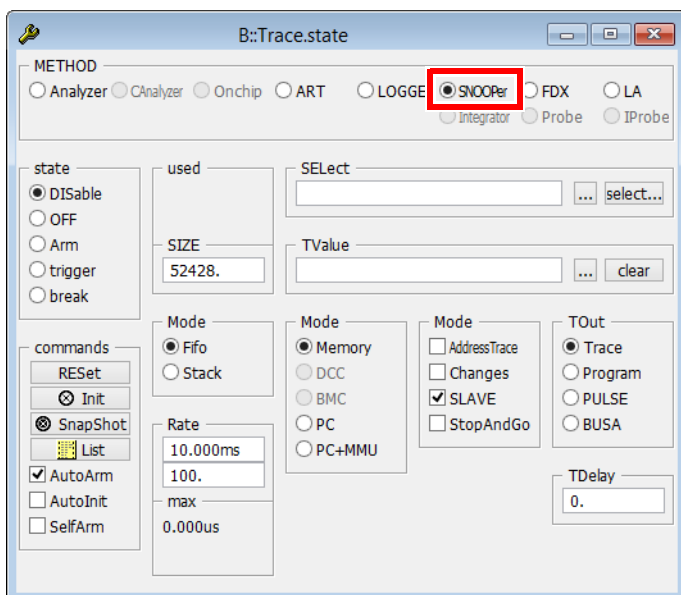 B::Trace.state
METHOD
Analyzer CAnalyzer Onchip ART LOGGE SNOOPer FDX LA
Integrator Probe IProbe
state
DISable
OFF
Arm
trigger
break
used
SIZE
52428.
SELect
... select...
TValue
... clear
commands
RESet
Init
SnapShot
List
AutoArm
AutoInit
SelfArm
Mode
Fifo
Stack
Rate
10.000ms
100.
max
0.000us
Mode
Memory
DCC
BMC
PC
PC+MMU
Mode
AddressTrace
Changes
SLAVE
StopAndGo
TOut
Trace
Program
PULSE
BUSA
TDelay
0.